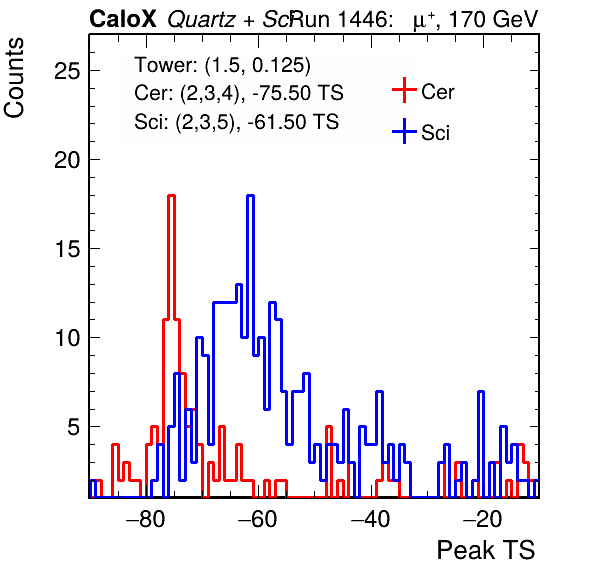 CaloX Quartz + Sci Run 1446: μ⁺, 170 GeV
Counts
Tower: (1.5, 0.125)
Cer: (2,3,4), -75.50 TS
Sci: (2,3,5), -61.50 TS
Cer
Sci
25
20
15
10
5
−80 −60 −40 −20
Peak TS